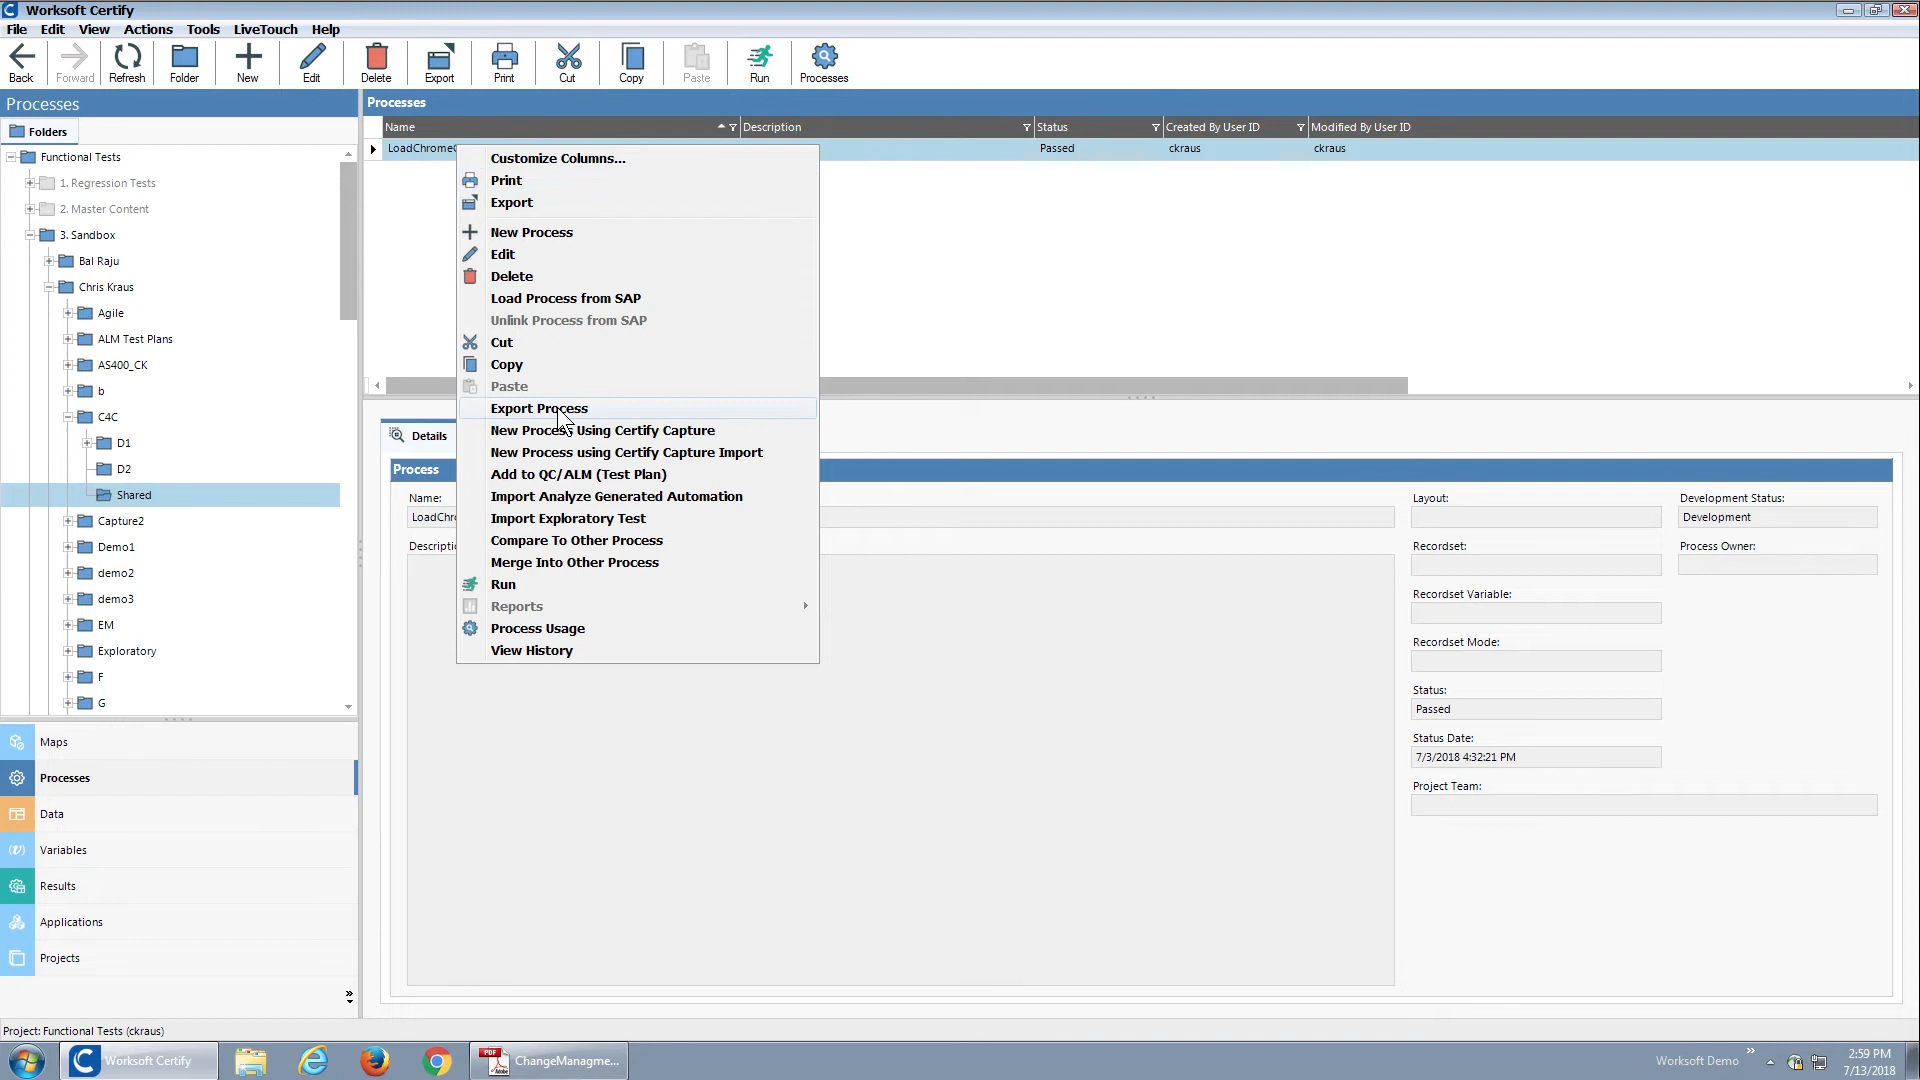 Worksoft Certify
File Edit View Actions Tools LiveTouch Help
Back Forward Refresh Folder New Edit Delete Export Print Cut Copy Paste Run Processes
Processes
Folders
Functional Tests
1. Regression Tests
2. Master Content
3. Sandbox
Bal Raju
Chris Kraus
Agile
ALM Test Plans
AS400_CK
b
C4C
D1
D2
Shared
Capture2
Demo1
demo2
demo3
EM
Exploratory
F
G
Maps
Processes
Data
Variables
Results
Applications
Projects
Processes
Name Description Status Created By User ID Modified By User ID
Passed ckraus ckraus
Customize Columns...
Print
Export
New Process
Edit
Delete
Load Process from SAP
Unlink Process from SAP
Cut
Copy
Paste
Export Process
New Process Using Certify Capture
New Process using Certify Capture Import
Add to QC/ALM (Test Plan)
Import Analyze Generated Automation
Import Exploratory Test
Compare To Other Process
Merge Into Other Process
Run
Reports
Process Usage
View History
Details
Process
Name:
Layout:
Development Status:
Development
Recordset:
Process Owner:
Recordset Variable:
Recordset Mode:
Status:
Passed
Status Date:
7/3/2018 4:32:21 PM
Project Team:
Project: Functional Tests (ckraus)
Worksoft Certify
PDF ChangeManagme...
Worksoft Demo
2:59 PM
7/13/2018